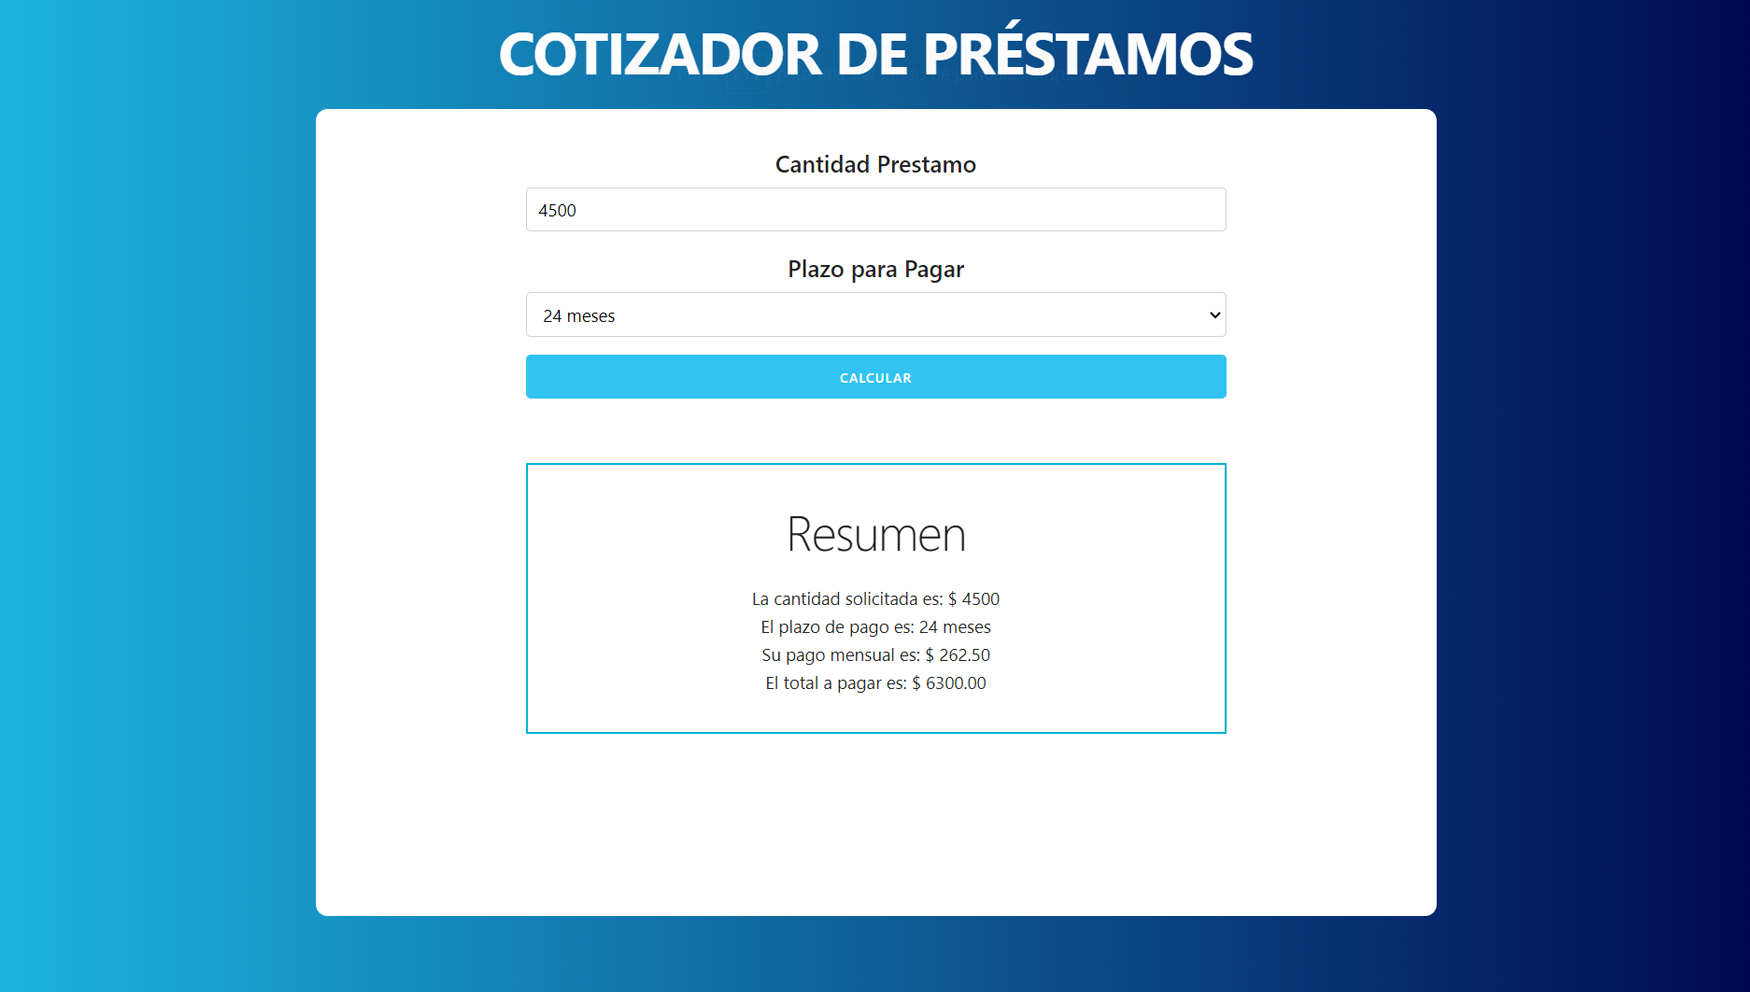 COTIZADOR DE PRÉSTAMOS
Cantidad Prestamo
4500
Plazo para Pagar
24 meses
CALCULAR
Resumen
La cantidad solicitada es: $ 4500
El plazo de pago es: 24 meses
Su pago mensual es: $ 262.50
El total a pagar es: $ 6300.00